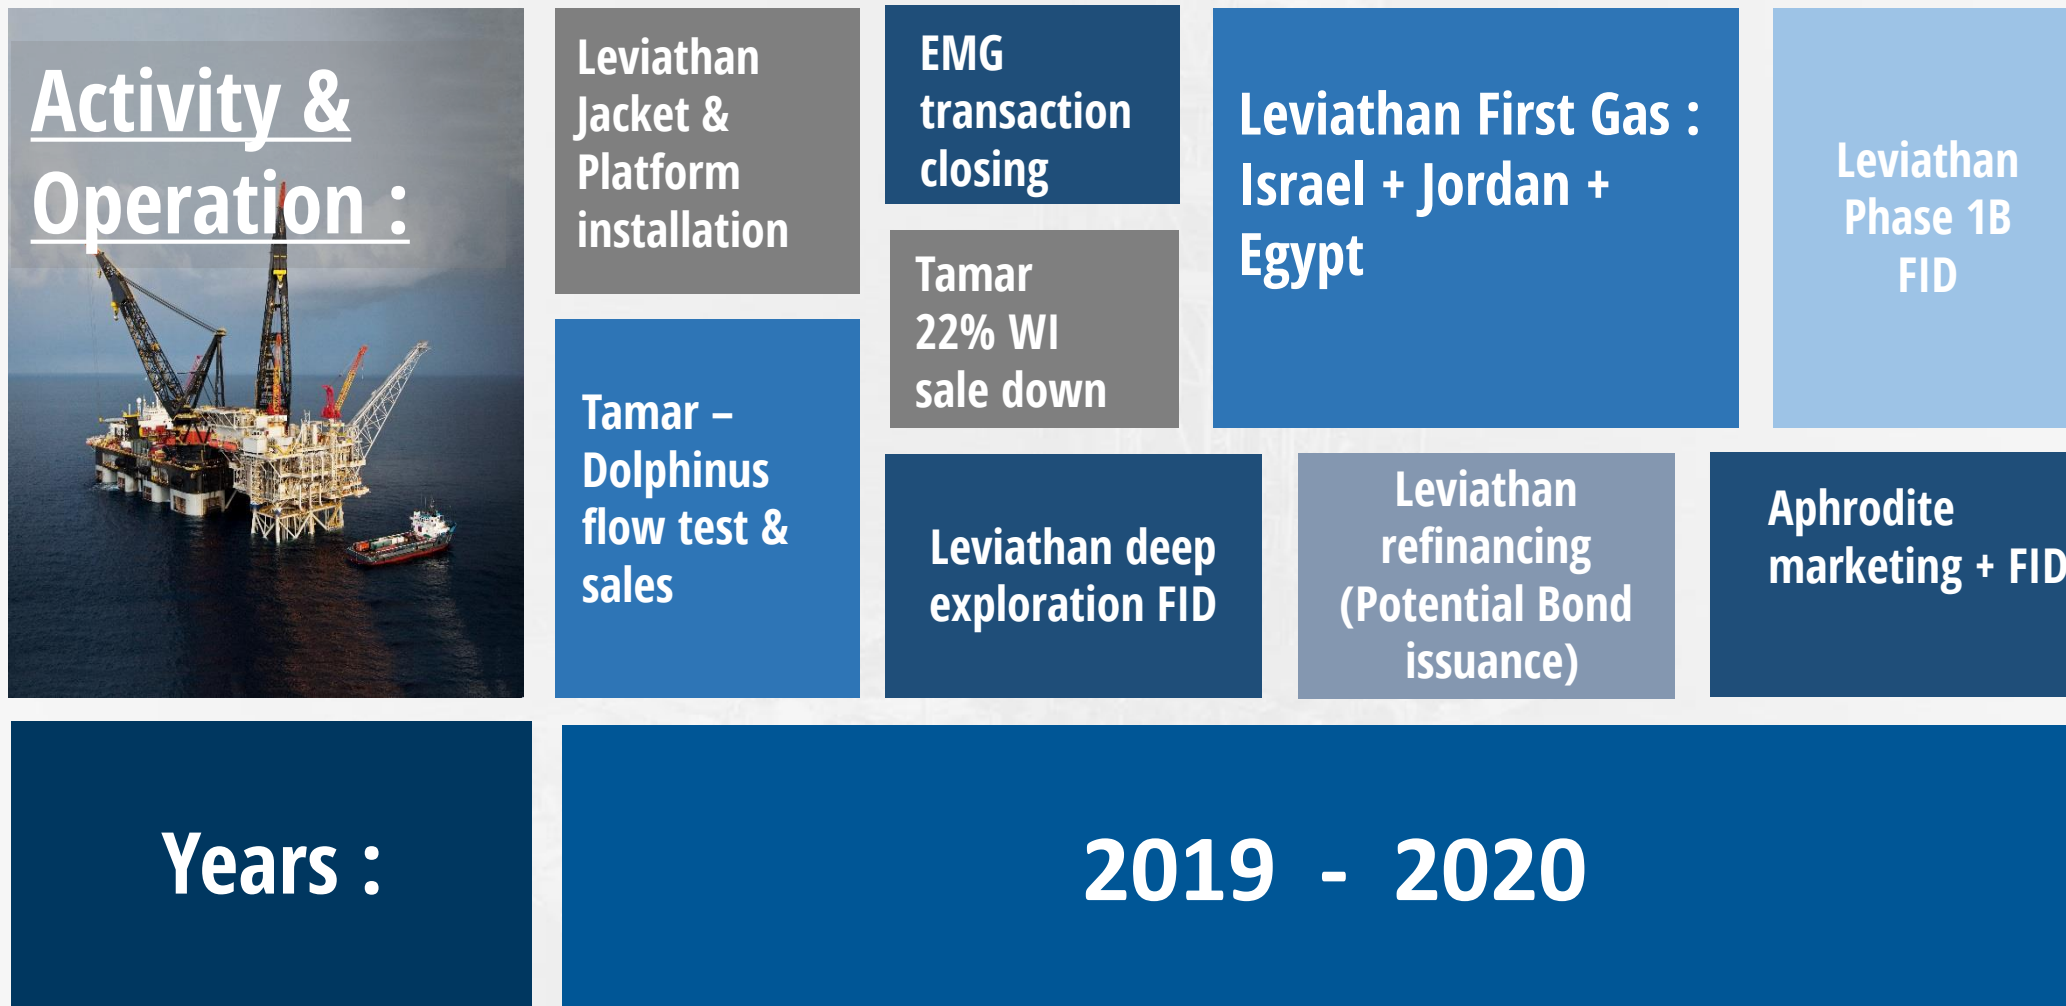 Activity &
Operation :
Leviathan
Jacket &
Platform
installation
EMG
transaction
closing
Leviathan First Gas :
Israel + Jordan +
Egypt
Leviathan
Phase 1B
FID
Tamar
22% WI
sale down
Tamar –
Dolphinus
flow test &
sales
Leviathan deep
exploration FID
Leviathan
refinancing
(Potential Bond
issuance)
Aphrodite
marketing + FID
Years :
2019 - 2020